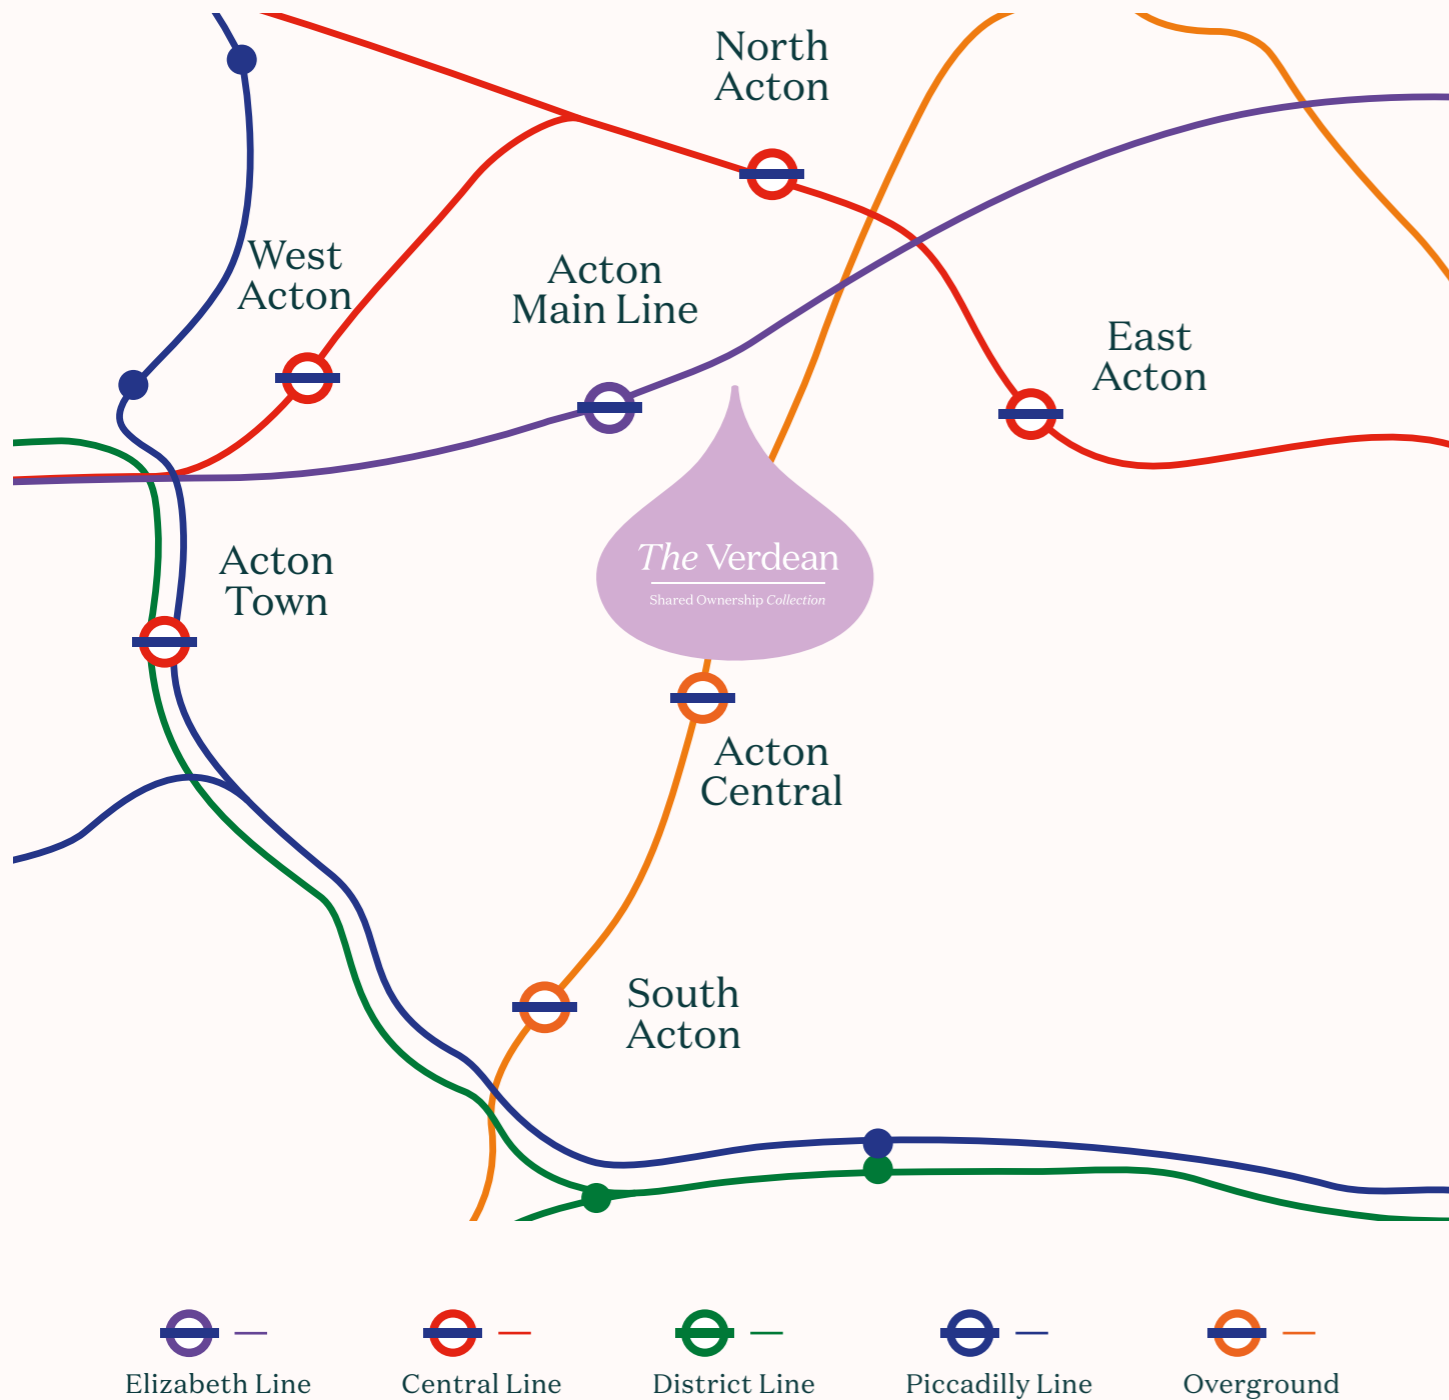 North
Acton
West
Acton
Acton
Main Line
East
Acton
The Verdean
Shared Ownership Collection
Acton
Town
Acton
Central
South
Acton
Elizabeth Line
Central Line
District Line
Piccadilly Line
Overground